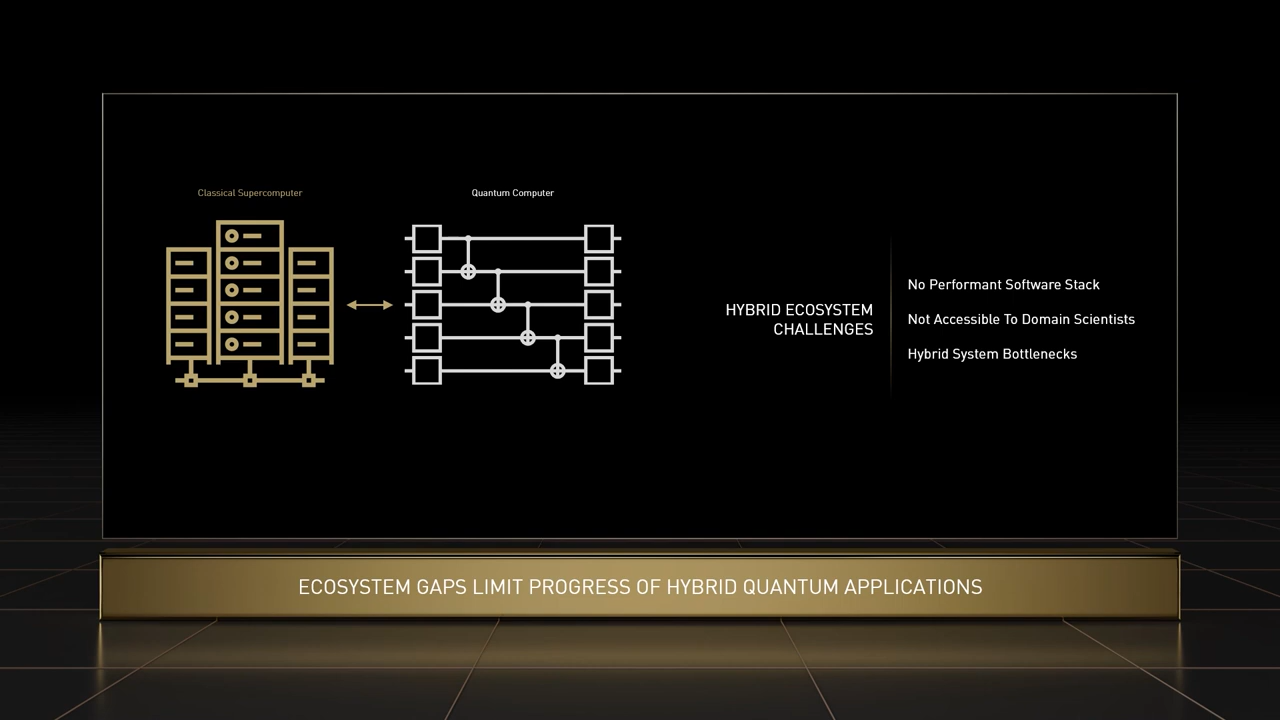 Classical Supercomputer
Quantum Computer
HYBRID ECOSYSTEM
CHALLENGES
No Performant Software Stack
Not Accessible To Domain Scientists
Hybrid System Bottlenecks
ECOSYSTEM GAPS LIMIT PROGRESS OF HYBRID QUANTUM APPLICATIONS